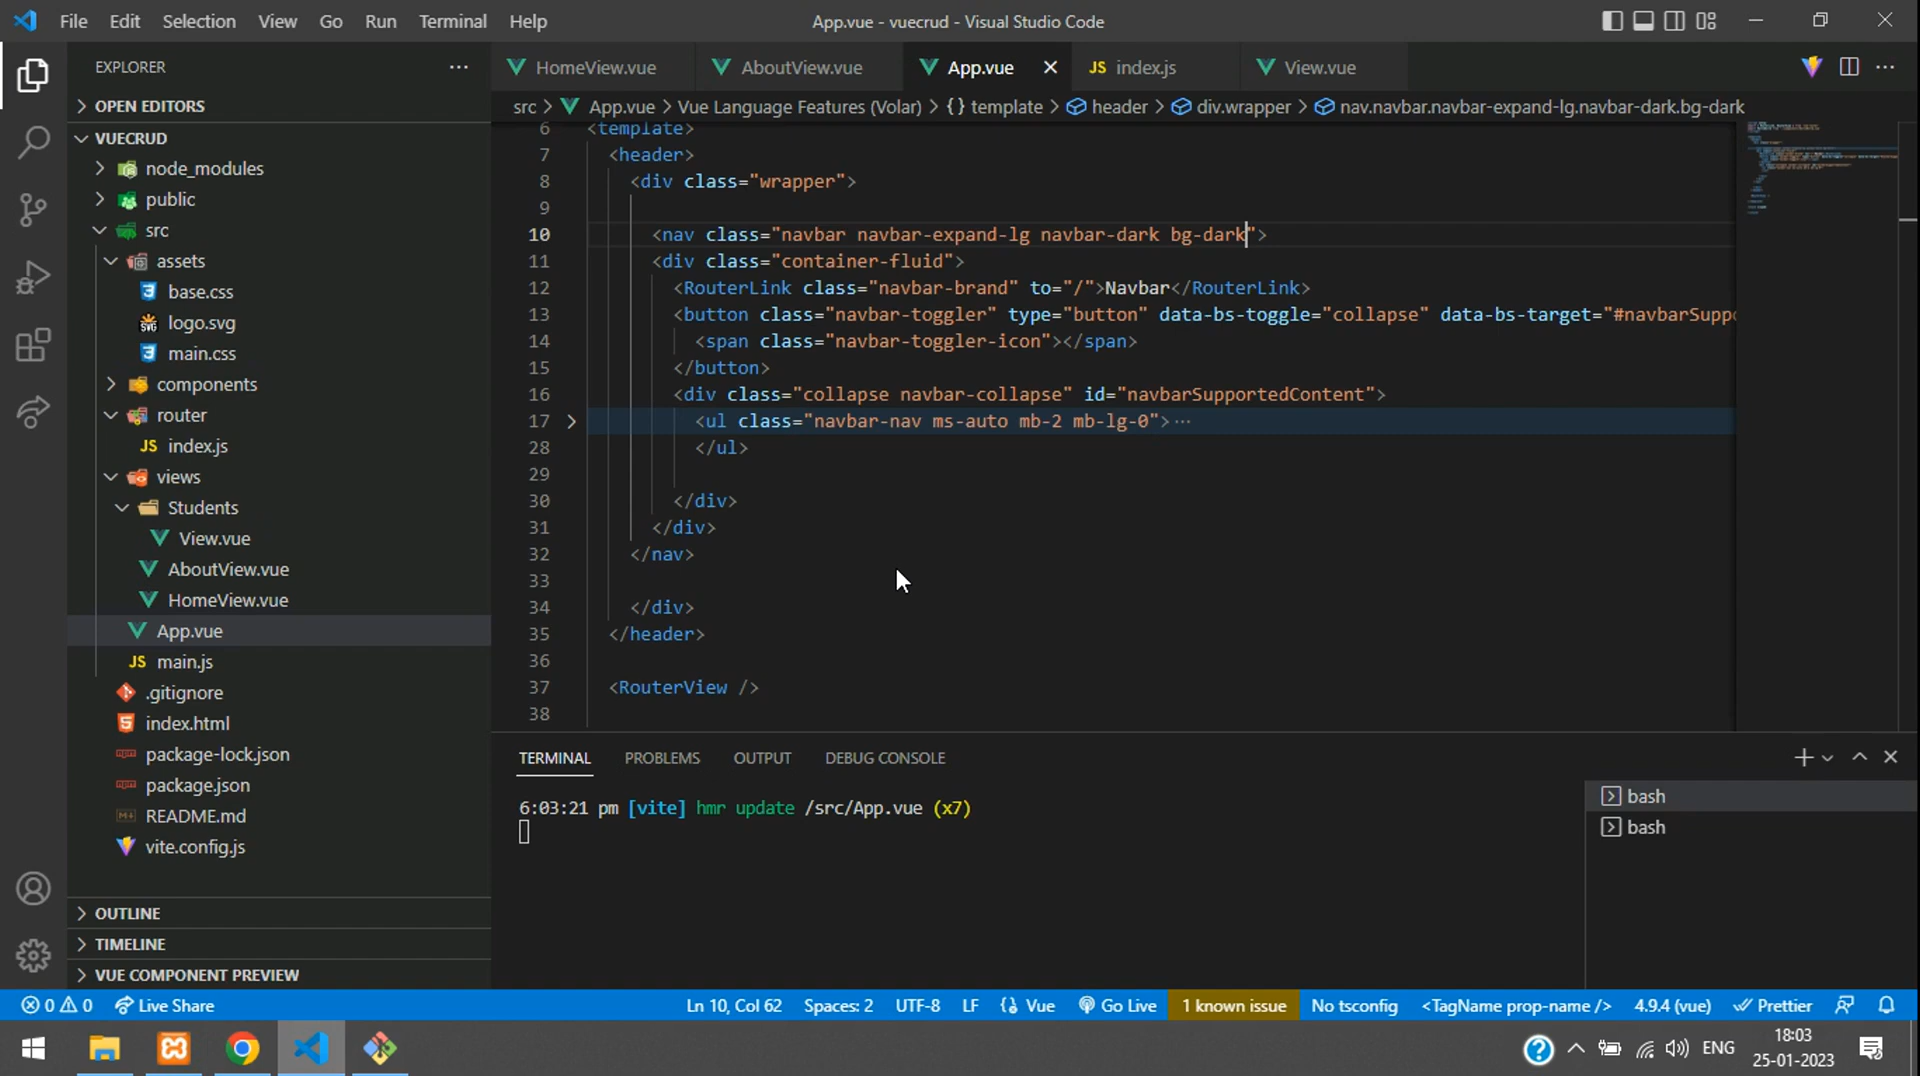 File Edit Selection View Go Run Terminal Help
App.vue - vuecrud - Visual Studio Code
EXPLORER
OPEN EDITORS
VUECRUD
node_modules
public
src
assets
base.css
logo.svg
main.css
components
router
JS index.js
views
Students
View.vue
AboutView.vue
HomeView.vue
App.vue
JS main.js
.gitignore
index.html
package-lock.json
package.json
README.md
vite.config.js
OUTLINE
TIMELINE
VUE COMPONENT PREVIEW
HomeView.vue AboutView.vue App.vue JS index.js View.vue
src > App.vue > Vue Language Features (Volar) > {} template > header > div.wrapper > nav.navbar.navbar-expand-lg.navbar-dark.bg-dark
6 <template>
7 <header>
8 <div class="wrapper">
9
10 <nav class="navbar navbar-expand-lg navbar-dark bg-dark">
11 <div class="container-fluid">
12 <RouterLink class="navbar-brand" to="/">Navbar</RouterLink>
13 <button class="navbar-toggler" type="button" data-bs-toggle="collapse" data-bs-target="#navbarSuppo
14 <span class="navbar-toggler-icon"></span>
15 </button>
16 <div class="collapse navbar-collapse" id="navbarSupportedContent">
17 <ul class="navbar-nav ms-auto mb-2 mb-lg-0"> ···
28 </ul>
29
30 </div>
31 </div>
32 </nav>
33
34 </div>
35 </header>
36
37 <RouterView />
38
TERMINAL PROBLEMS OUTPUT DEBUG CONSOLE
6:03:21 pm [vite] hmr update /src/App.vue (x7)
bash
bash
0 0 Live Share Ln 10, Col 62 Spaces: 2 UTF-8 LF Vue Go Live 1 known issue No tsconfig <TagName prop-name /> 4.9.4 (vue) Prettier
ENG
18:03
25-01-2023